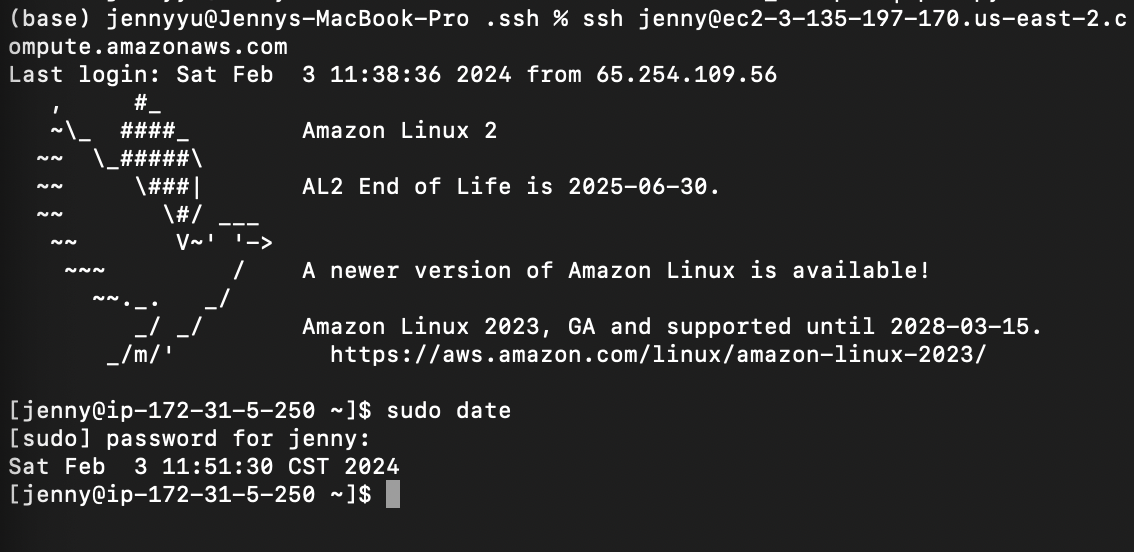 (base) jennyyu@Jennys-MacBook-Pro .ssh % ssh jenny@ec2-3-135-197-170.us-east-2.c
ompute.amazonaws.com
Last login: Sat Feb  3 11:38:36 2024 from 65.254.109.56
   ,     #_
   ~\_  ####_        Amazon Linux 2
  ~~  \_#####\
  ~~     \###|       AL2 End of Life is 2025-06-30.
  ~~       \#/ ___
   ~~       V~' '->
    ~~~         /    A newer version of Amazon Linux is available!
      ~~._.   _/
         _/ _/       Amazon Linux 2023, GA and supported until 2028-03-15.
       _/m/'           https://aws.amazon.com/linux/amazon-linux-2023/

[jenny@ip-172-31-5-250 ~]$ sudo date
[sudo] password for jenny:
Sat Feb  3 11:51:30 CST 2024
[jenny@ip-172-31-5-250 ~]$